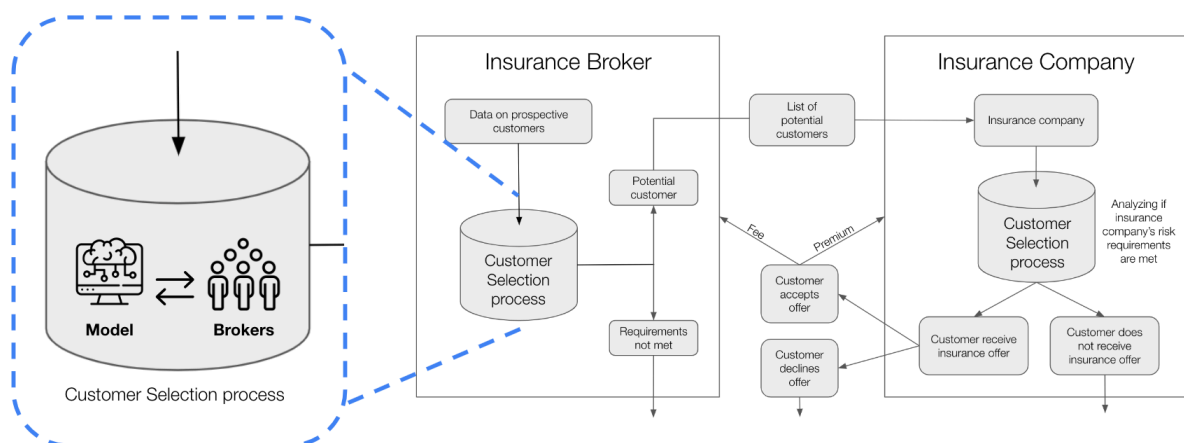 Model
Brokers
Customer Selection process
Insurance Broker
Data on prospective
customers
Customer
Selection
process
Potential
customer
Requirements
not met
List of
potential
customers
Fee
Premium
Customer
accepts
offer
Customer
declines
offer
Insurance Company
Insurance company
Customer
Selection
process
Analyzing if
insurance
company's risk
requirements
are met
Customer receive
insurance offer
Customer does
not receive
insurance offer